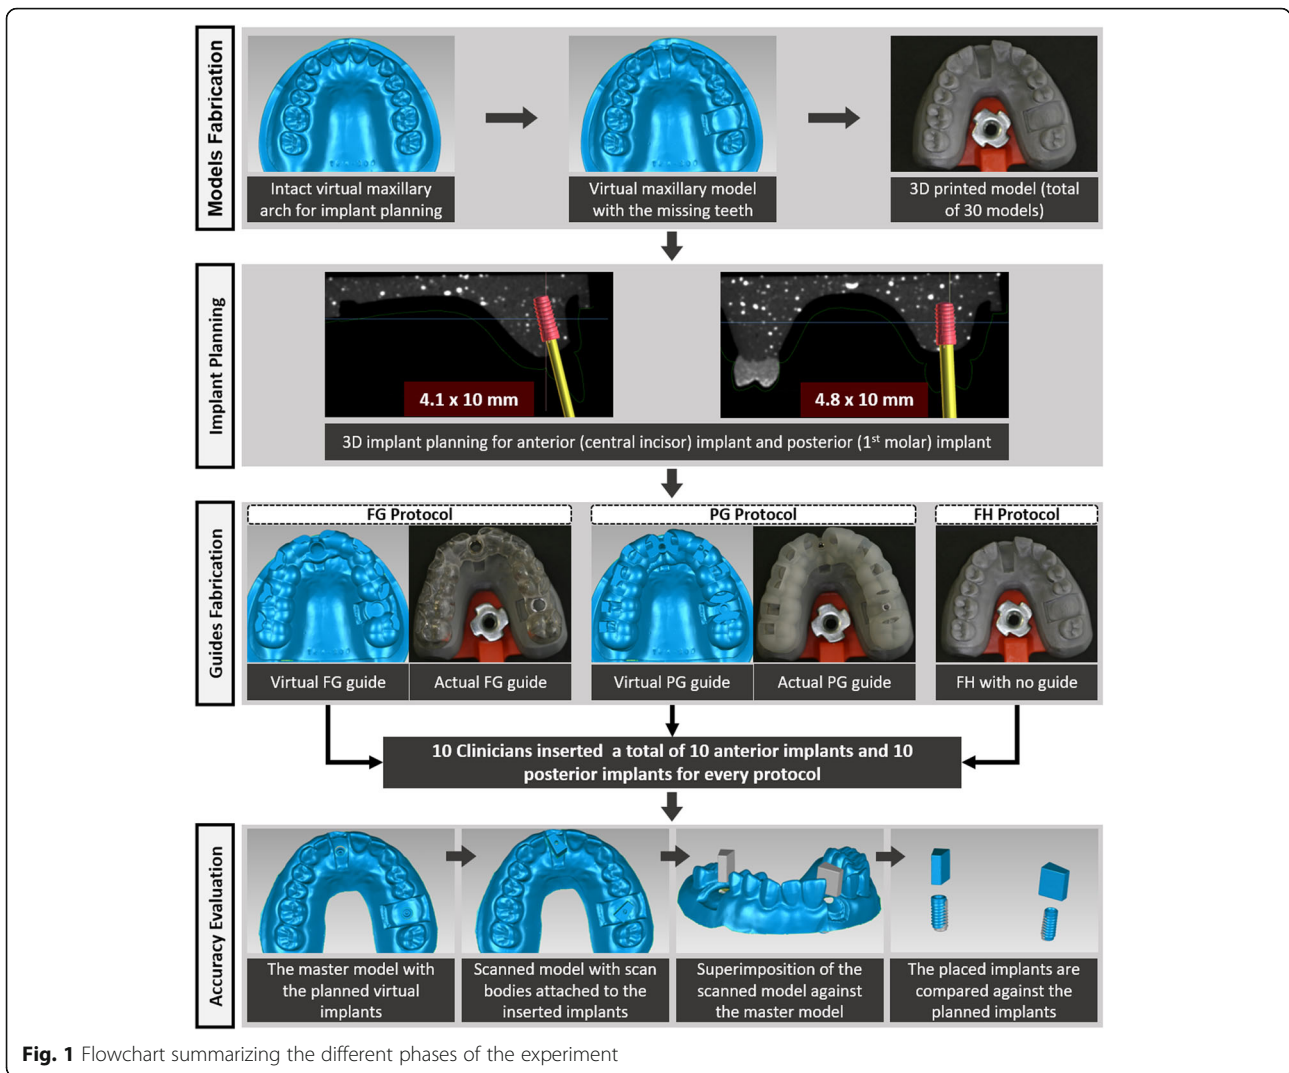 Models Fabrication
Intact virtual maxillary
arch for implant planning
Virtual maxillary model
with the missing teeth
3D printed model (total
of 30 models)
Implant Planning
4.1 x 10 mm
4.8 x 10 mm
3D implant planning for anterior (central incisor) implant and posterior (1st molar) implant
Guides Fabrication
FG Protocol
PG Protocol
FH Protocol
Virtual FG guide
Actual FG guide
Virtual PG guide
Actual PG guide
FH with no guide
10 Clinicians inserted a total of 10 anterior implants and 10
posterior implants for every protocol
Accuracy Evaluation
The master model with
the planned virtual
implants
Scanned model with scan
bodies attached to the
inserted implants
Superimposition of the
scanned model against
the master model
The placed implants are
compared against the
planned implants
Fig. 1 Flowchart summarizing the different phases of the experiment